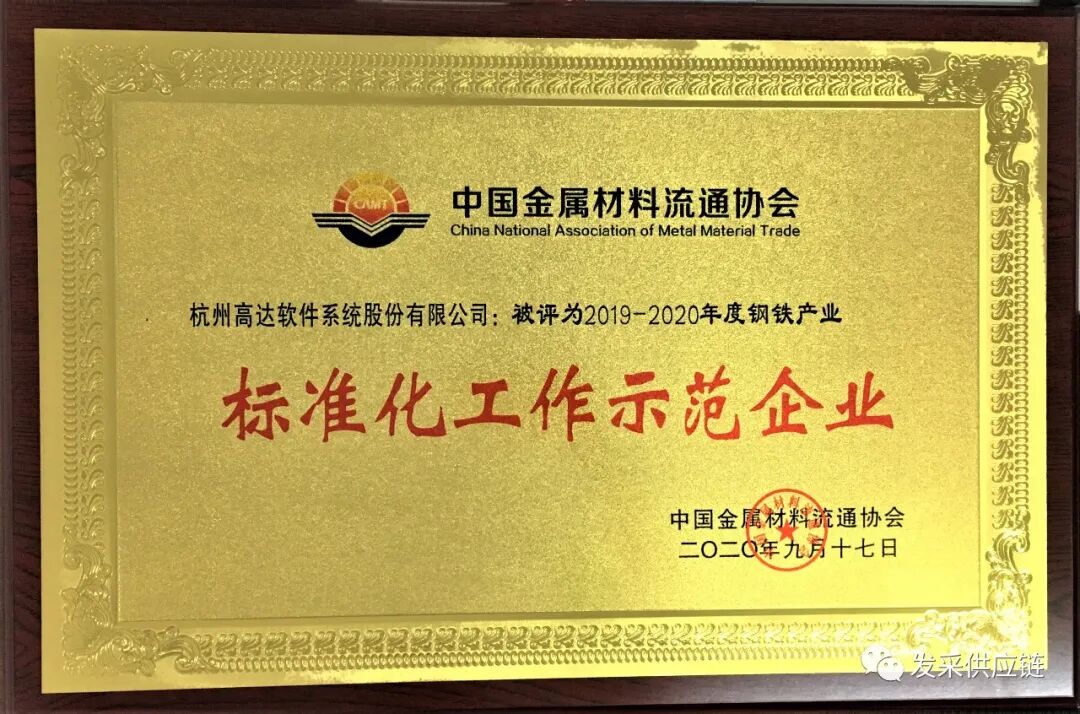 CAMT
中国金属材料流通协会
China National Association of Metal Material Trade
杭州高达软件系统股份有限公司：被评为2019-2020年度钢铁产业
标准化工作示范企业
中国金属材料流通协会
二〇二〇年九月十七日
发采供应链